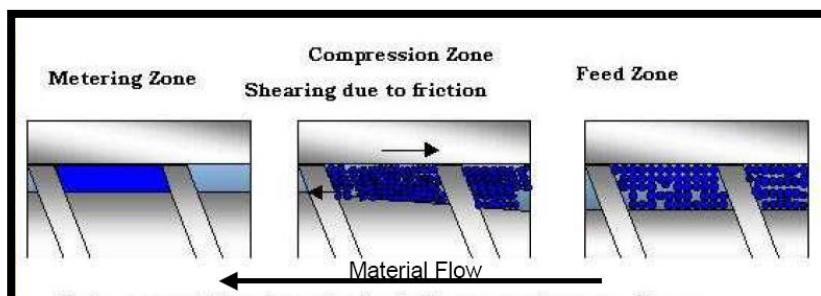 Compression Zone
Metering Zone
Feed Zone
Shearing due to friction
Material Flow